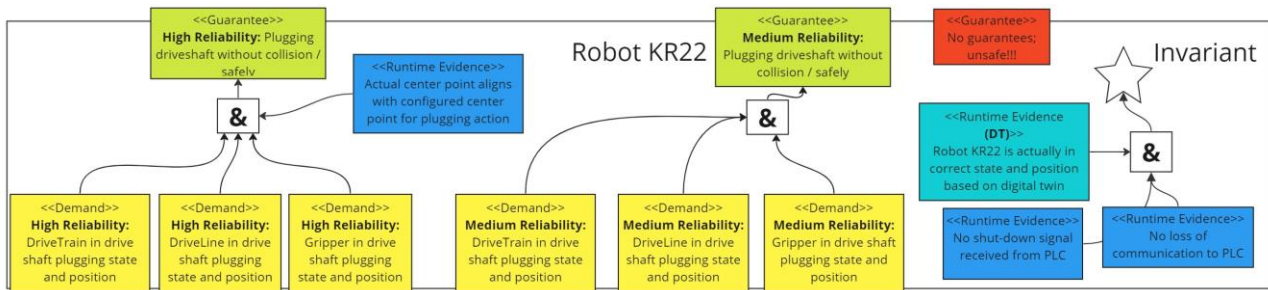 <<Guarantee>>
High Reliability: Plugging
driveshaft without collision /
safely
<<Runtime Evidence>>
Actual center point aligns
with configured center
point for plugging action
&
<<Demand>>
High Reliability:
DriveTrain in drive
shaft plugging state
and position
<<Demand>>
High Reliability:
DriveLine in drive
shaft plugging
state and position
<<Demand>>
High Reliability:
Gripper in drive
shaft plugging
state and position
Robot KR22
<<Guarantee>>
Medium Reliability:
Plugging driveshaft without
collision / safely
&
<<Demand>>
Medium Reliability:
DriveTrain in drive
shaft plugging state
and position
<<Demand>>
Medium Reliability:
DriveLine in drive
shaft plugging state
and position
<<Demand>>
Medium Reliability:
Gripper in drive shaft
plugging state and
position
<<Guarantee>>
No guarantees;
unsafe!!!
Invariant
<<Runtime Evidence
(DT)>>
Robot KR22 is actually in
correct state and position
based on digital twin
&
<<Runtime Evidence>>
No shut-down signal
received from PLC
<<Runtime Evidence>>
No loss of
communication to PLC